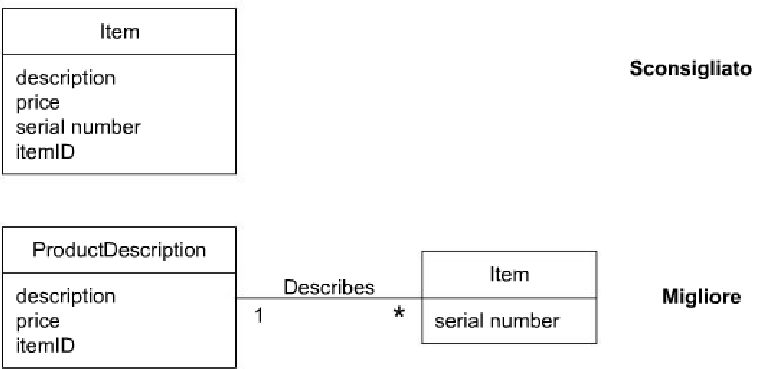 Item
Sconsigliato
description
price
serial number
itemID
ProductDescription
description
price
itemID
Describes
1
*
Item
serial number
Migliore